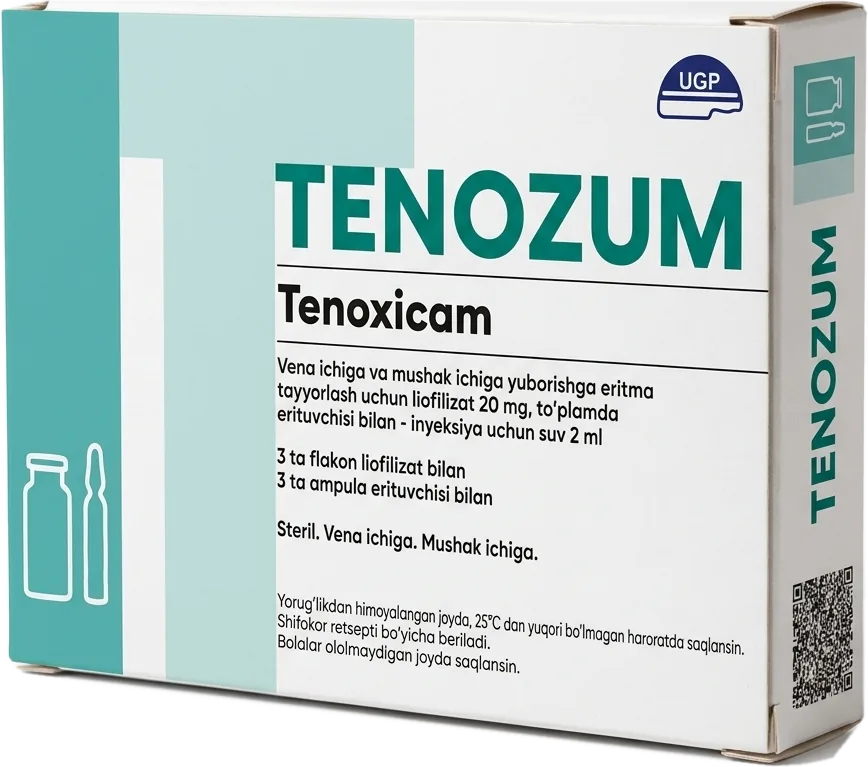 UGP
TENOZUM
Tenoxicam
Vena ichiga va mushak ichiga yuborishga eritma
tayyorlash uchun liofilizat 20 mg, to'plamda
erituvchisi bilan - inyeksiya uchun suv 2 ml
3 ta flakon liofilizat bilan
3 ta ampula erituvchisi bilan
Steril. Vena ichiga. Mushak ichiga.
Yorug'likdan himoyalangan joyda, 25°C dan yuqori bo'lmagan haroratda saqlansin.
Shifokor retsepti bo'yicha beriladi.
Bolalar ololmaydigan joyda saqlansin.
TENOZUM